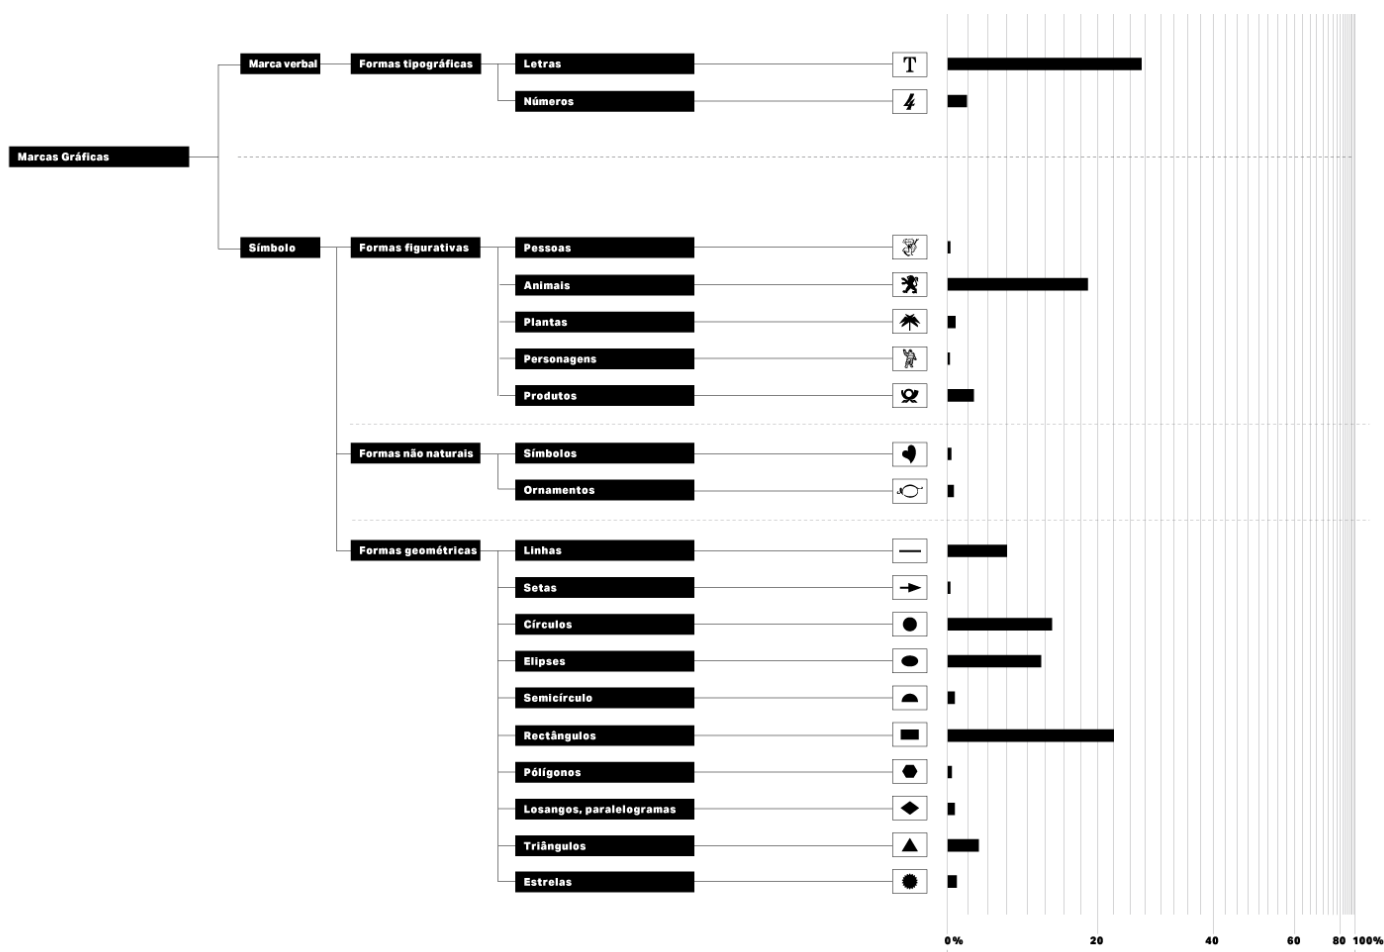 Marca verbal
Formas tipográficas
Letras
T
Números
4
Marcas Gráficas
Símbolo
Formas figurativas
Pessoas
Animais
Plantas
Personagens
Produtos
Formas não naturais
Símbolos
Ornamentos
Formas geométricas
Linhas
Setas
Círculos
Elipses
Semicírculo
Rectângulos
Pólígonos
Losangos, paralelogramas
Triângulos
Estrelas
0% 20 40 60 80 100%